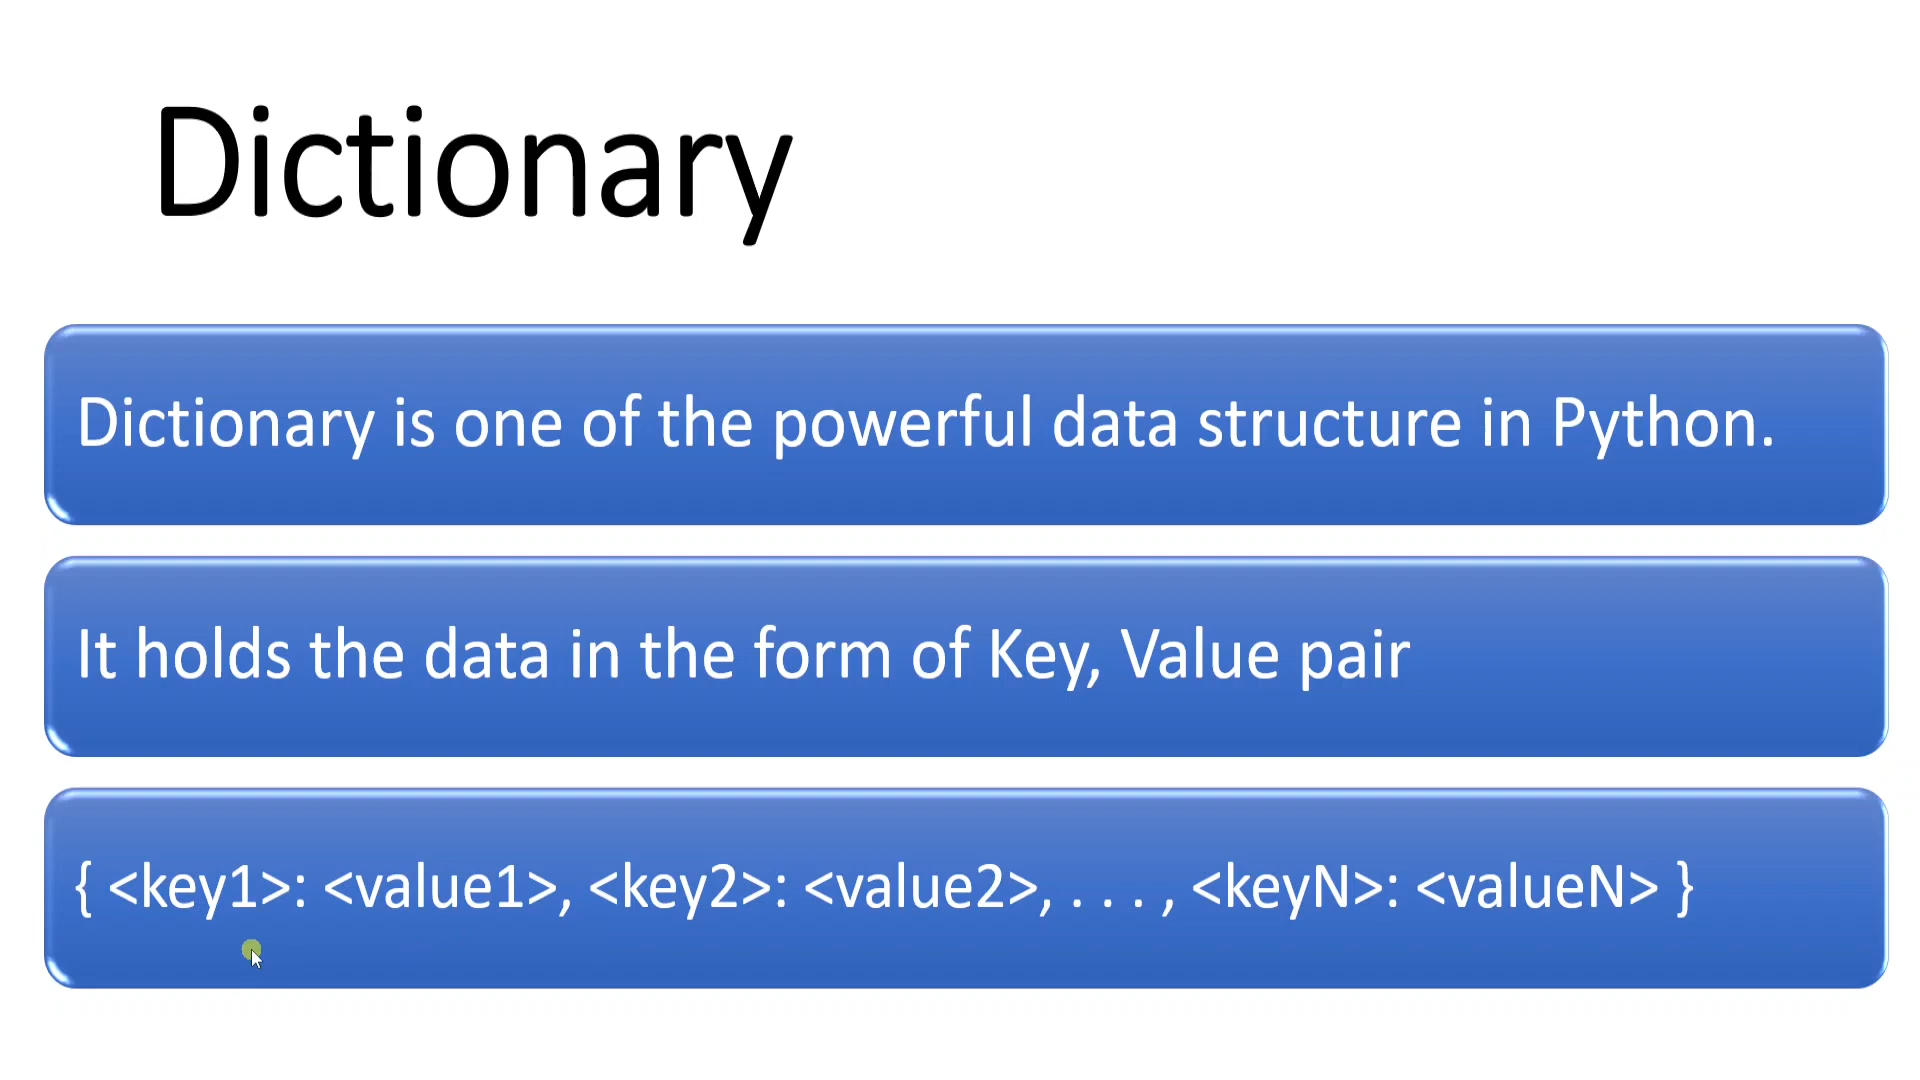 Dictionary
Dictionary is one of the powerful data structure in Python.
It holds the data in the form of Key, Value pair
{ <key1>: <value1>, <key2>: <value2>, . . . , <keyN>: <valueN> }